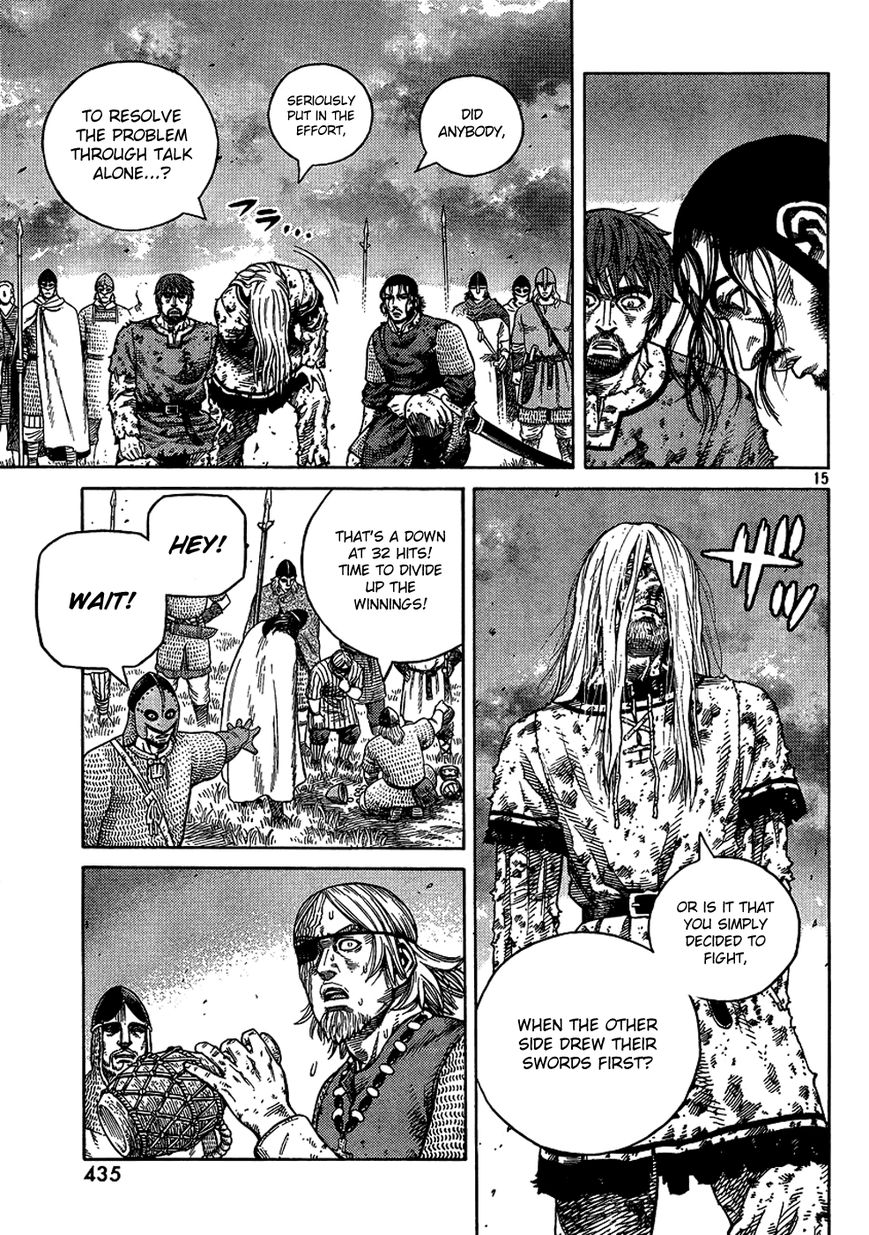 DID
ANYBODY,
SERIOUSLY
PUT IN THE
EFFORT,
TO RESOLVE
THE PROBLEM
THROUGH TALK
ALONE...?
フラ…
15
OR IS IT THAT
YOU SIMPLY
DECIDED TO
FIGHT,
WHEN THE OTHER
SIDE DREW THEIR
SWORDS FIRST?
THAT'S A DOWN
AT 32 HITS!
TIME TO DIVIDE
UP THE
WINNINGS!
HEY!
WAIT!
435